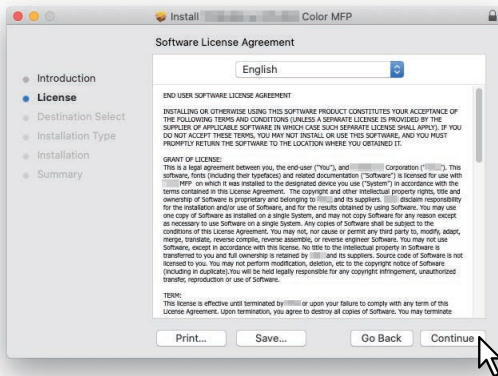 Install Color MFP
Software License Agreement
English
Introduction
License
Destination Select
Installation Type
Installation
Summary
END USER SOFTWARE LICENSE AGREEMENT
INSTALLING OR OTHERWISE USING THIS SOFTWARE PRODUCT CONSTITUTES YOUR ACCEPTANCE OF
THE FOLLOWING TERMS AND CONDITIONS (UNLESS A SEPARATE LICENSE IS PROVIDED BY THE
SUPPLIER OF APPLICABLE SOFTWARE IN WHICH CASE SUCH SEPARATE LICENSE SHALL APPLY). IF YOU
DO NOT ACCEPT THESE TERMS, YOU MAY NOT INSTALL OR USE THIS SOFTWARE, AND YOU MUST
PROMPTLY RETURN THE SOFTWARE TO THE LOCATION WHERE YOU OBTAINED IT.
GRANT OF LICENSE:
This is a legal agreement between you, the end-user ("You"), and Corporation (" "). This
software, fonts (including their typefaces) and related documentation ("Software") is licensed for use with
MFP on which it was installed to the designated device you use ("System") in accordance with the
terms contained in this License Agreement. The copyright and other intellectual property rights, title and
ownership of Software is proprietary and belonging to and its suppliers. disclaim responsibility
for the installation and/or use of Software, and for the results obtained by using Software. You may use
one copy of Software as installed on a single System, and may not copy Software for any reason except
as necessary to use Software on a single System. Any copies of Software shall be subject to the
conditions of this License Agreement. You may not, nor cause or permit any third party to, modify, adapt,
merge, translate, reverse compile, reverse assemble, or reverse engineer Software. You may not use
Software, except in accordance with this license. No title to the intellectual property in Software is
transferred to you and full ownership is retained by and its suppliers. Source code of Software is not
licensed to you. You may not perform modification, deletion, etc to the copyright notice of Software
(including in duplicate).You will be held legally responsible for any copyright infringement, unauthorized
transfer, reproduction or use of Software.
TERM:
This license is effective until terminated by or upon your failure to comply with any term of this
License Agreement. Upon termination, you agree to destroy all copies of Software. You may terminate
Print...
Save...
Go Back
Continue